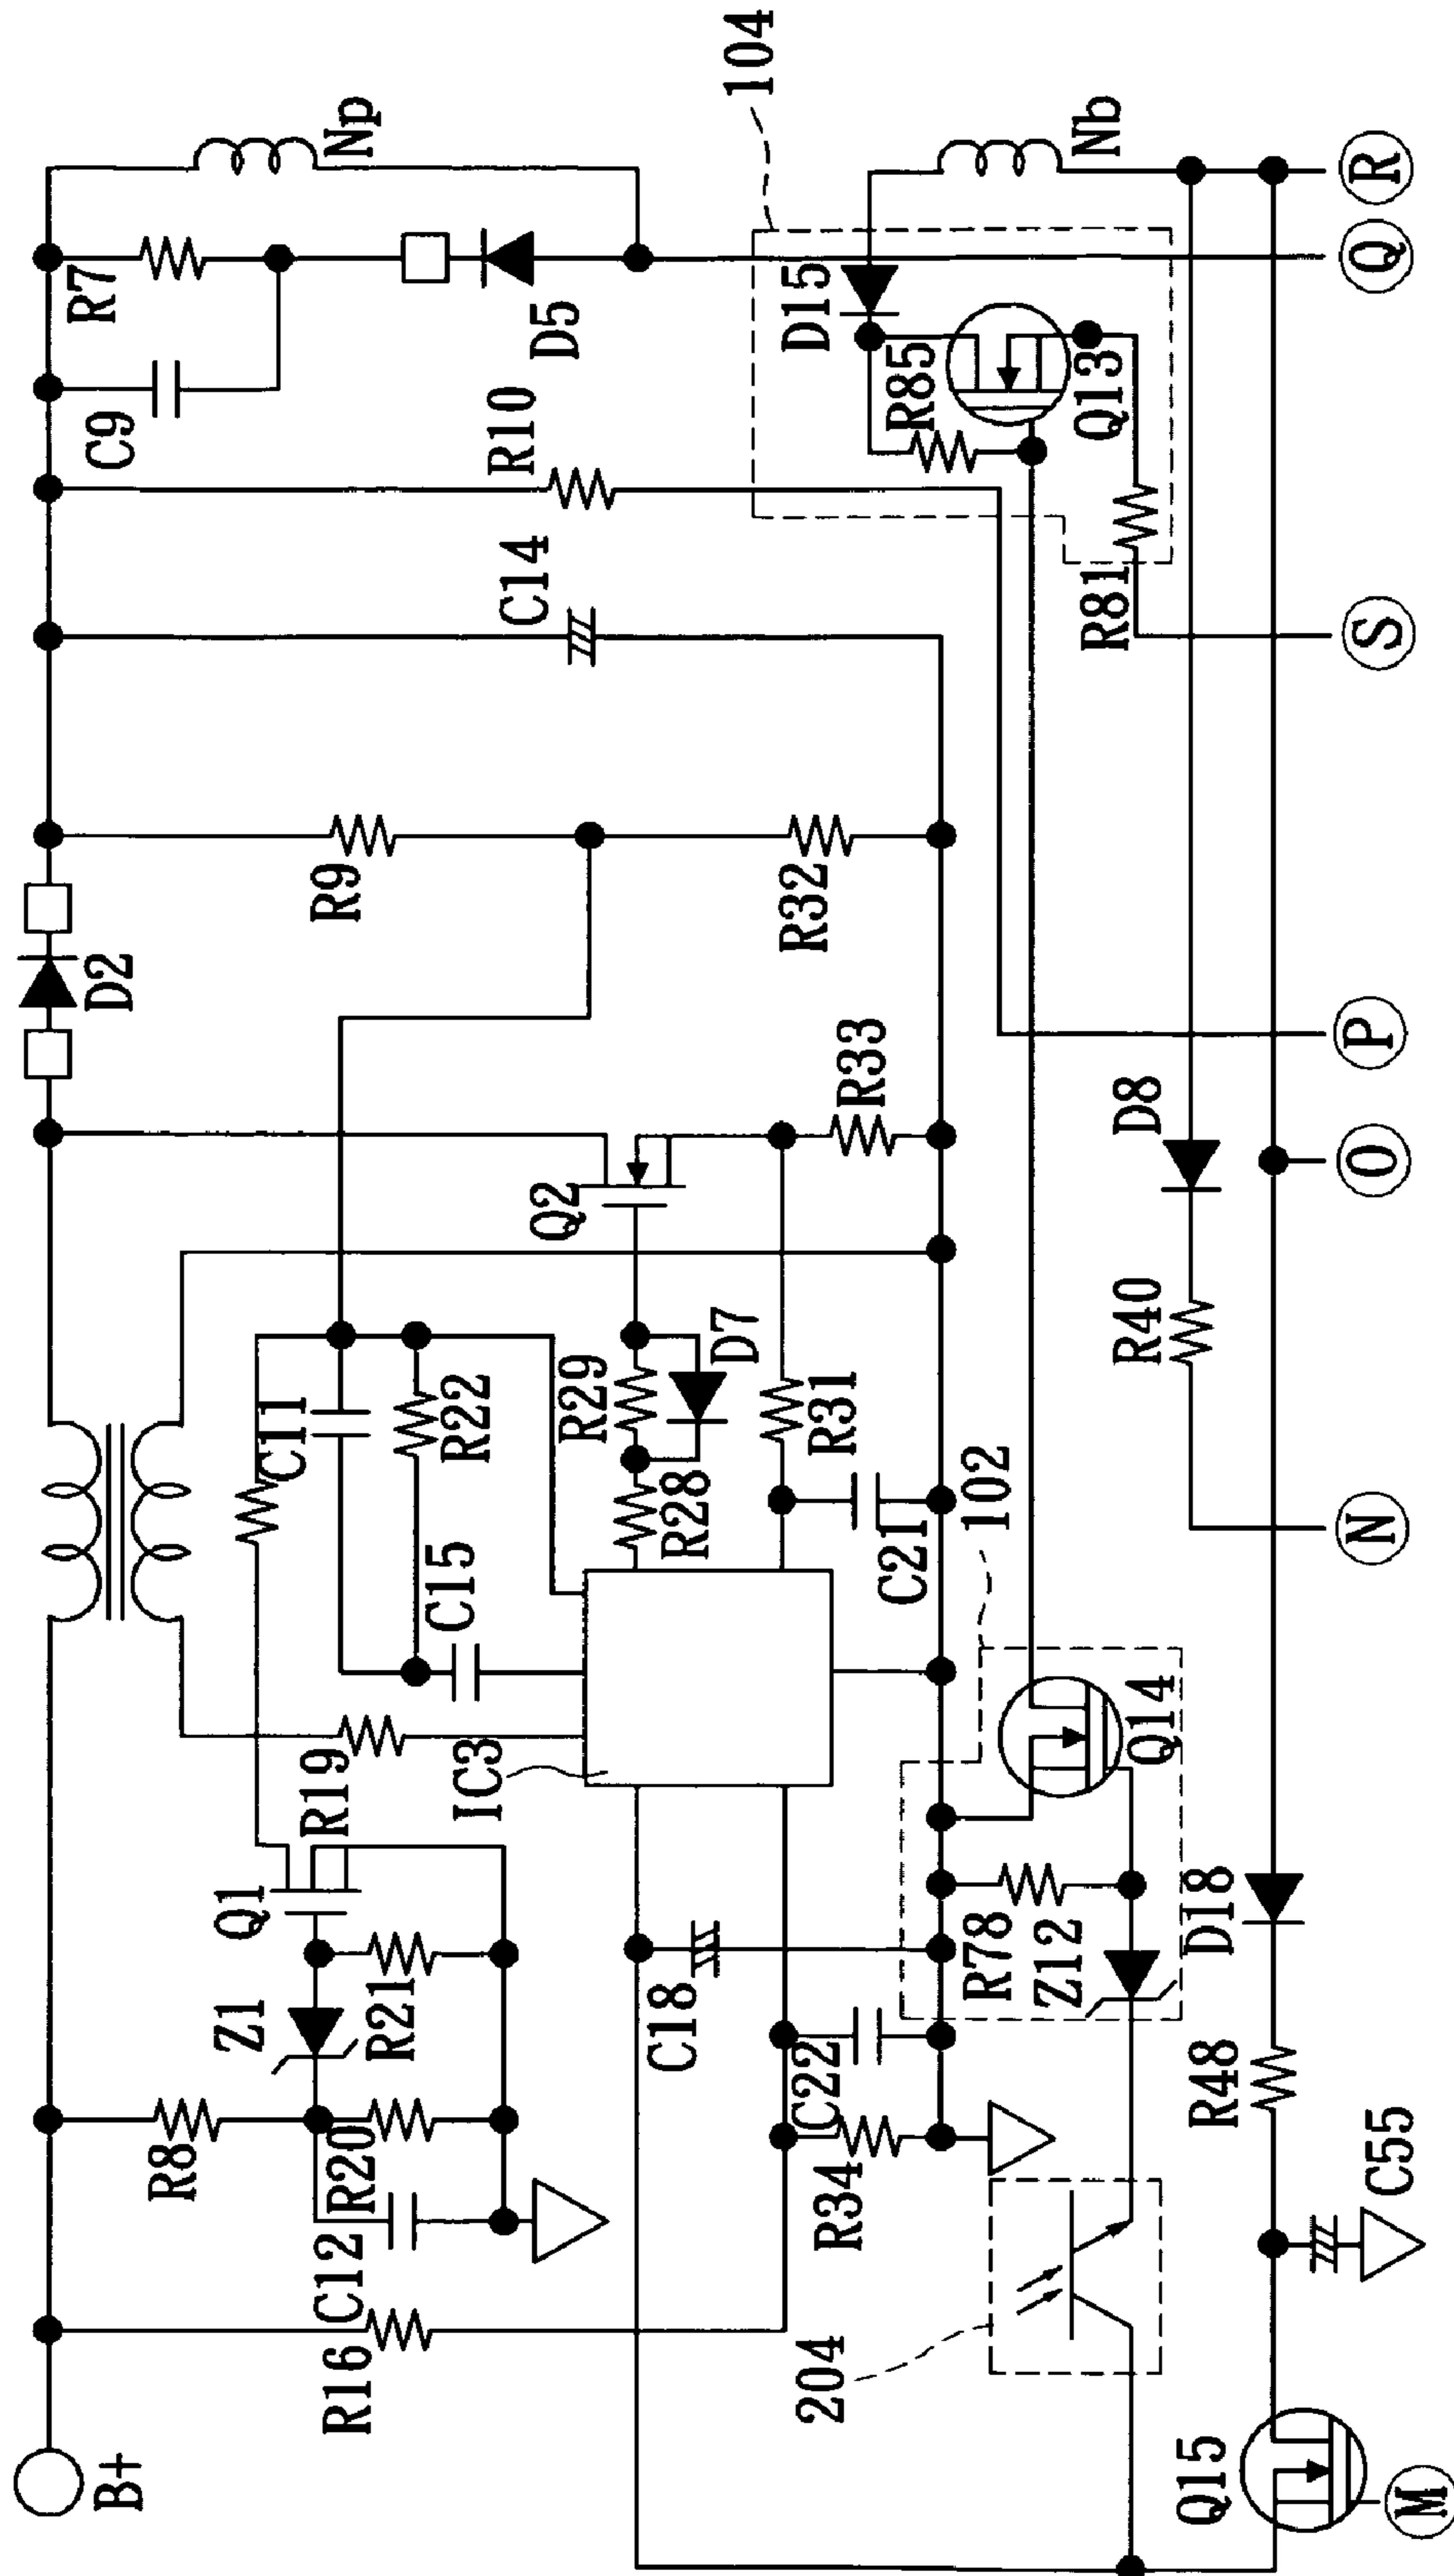 B+
R16
C12
R8
R20
Z1
R21
Q1
R19
IC3
C15
C11
R22
R28
R29
D7
Q2
R31
R33
C21
C18
C22
R34
D2
R9
R32
C14
R10
C9
R7
D5
Np
104
D15
R85
Q13
R81
Nb
102
R78
Z12
Q14
204
D8
R40
D18
R48
C55
Q15
M
N
O
P
S
Q
R